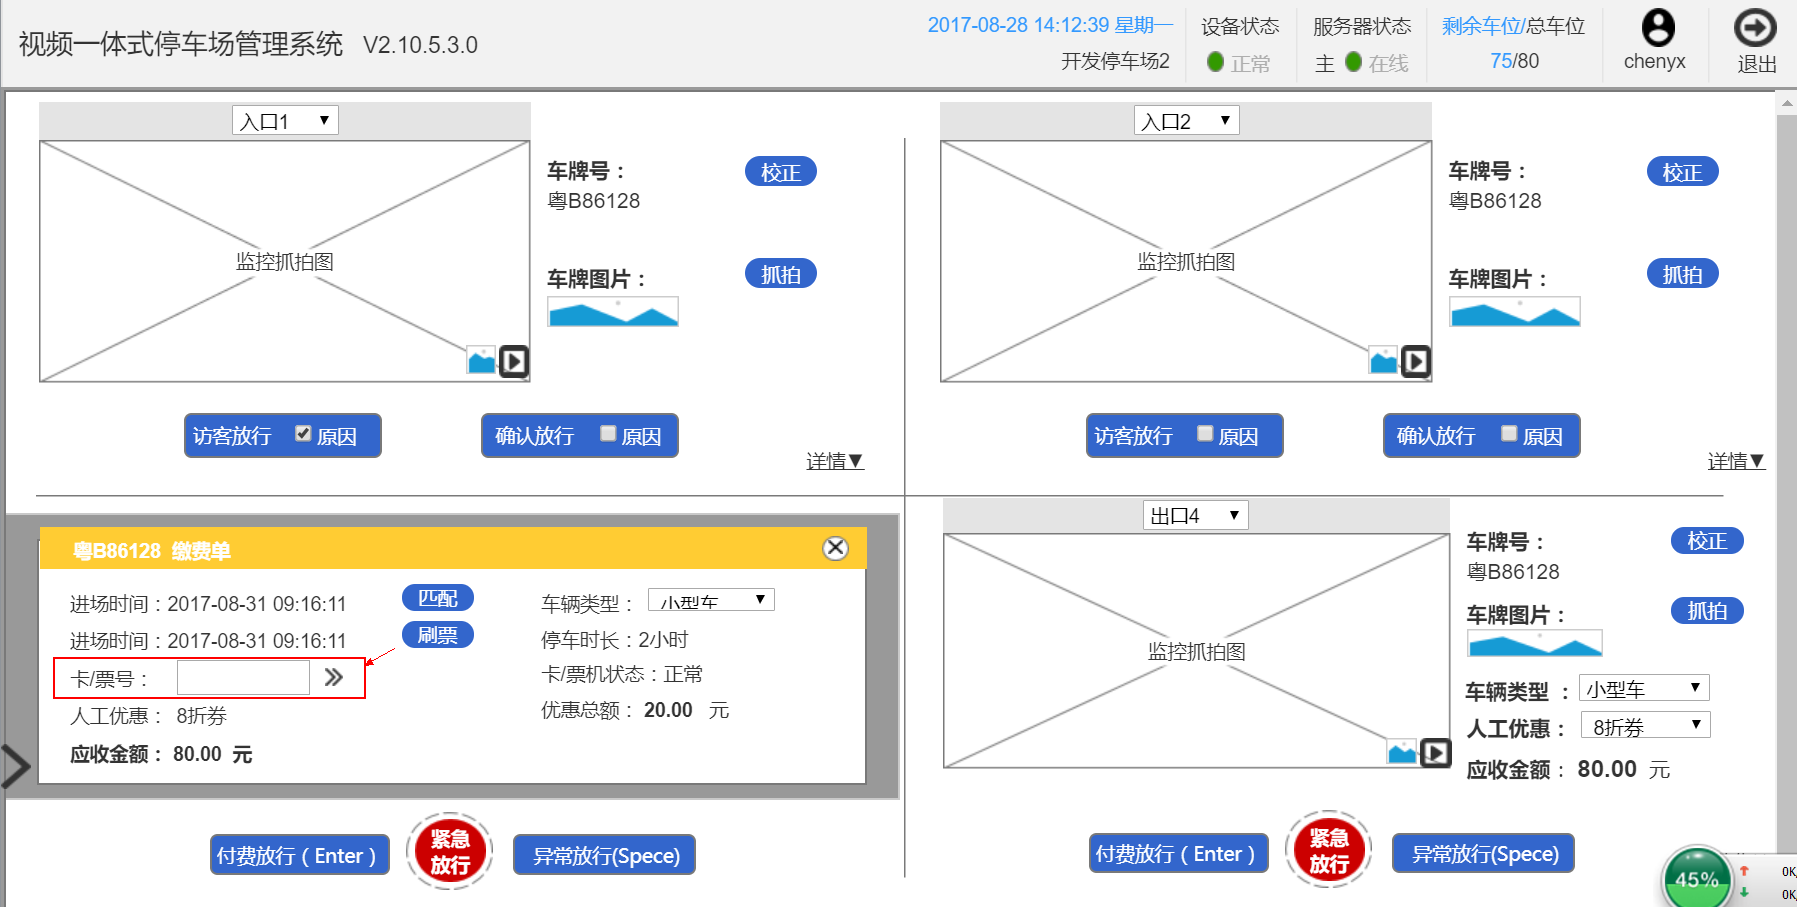 视频一体式停车场管理系统 V2.10.5.3.0
2017-08-28 14:12:39 星期一
开发停车场2
设备状态
正常
服务器状态
主 在线
剩余车位/总车位
75/80
chenyx
退出
入口1
监控抓拍图
车牌号：
粤B86128
校正
车牌图片：
抓拍
访客放行 原因
确认放行 原因
详情▼
入口2
监控抓拍图
车牌号：
粤B86128
校正
车牌图片：
抓拍
访客放行 原因
确认放行 原因
详情▼
粤B86128 缴费单
进场时间：2017-08-31 09:16:11
匹配
进场时间：2017-08-31 09:16:11
刷票
卡/票号：
人工优惠： 8折券
应收金额： 80.00 元
车辆类型： 小型车
停车时长：2小时
卡/票机状态：正常
优惠总额： 20.00 元
付费放行（Enter）
紧急
放行
异常放行(Spece)
出口4
监控抓拍图
车牌号：
粤B86128
校正
车牌图片：
抓拍
车辆类型 ： 小型车
人工优惠： 8折券
应收金额： 80.00 元
付费放行（Enter）
紧急
放行
异常放行(Spece)
45%
0K
0K